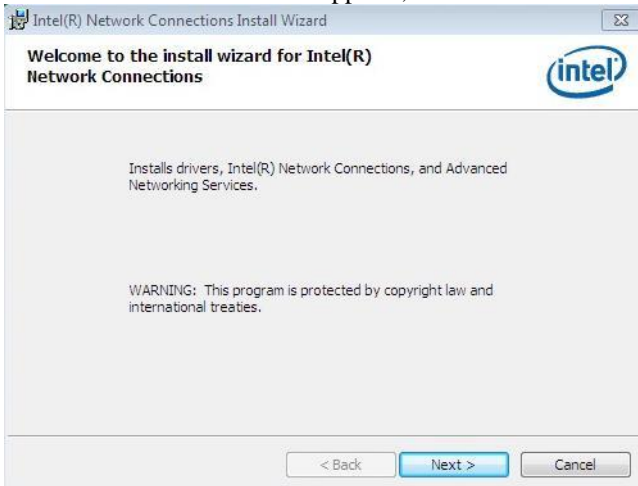 Intel(R) Network Connections Install Wizard
Welcome to the install wizard for Intel(R)
Network Connections
intel
Installs drivers, Intel(R) Network Connections, and Advanced
Networking Services.
WARNING: This program is protected by copyright law and
international treaties.
< Back Next > Cancel